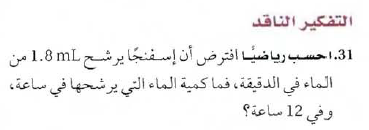 التفكير الناقد
31. احسب رياضيًّا افترض أن إسفنجًا يرشح 1.8 mL من
الماء في الدقيقة، فما كمية الماء التي يرشحها في ساعة،
وفي 12 ساعة؟